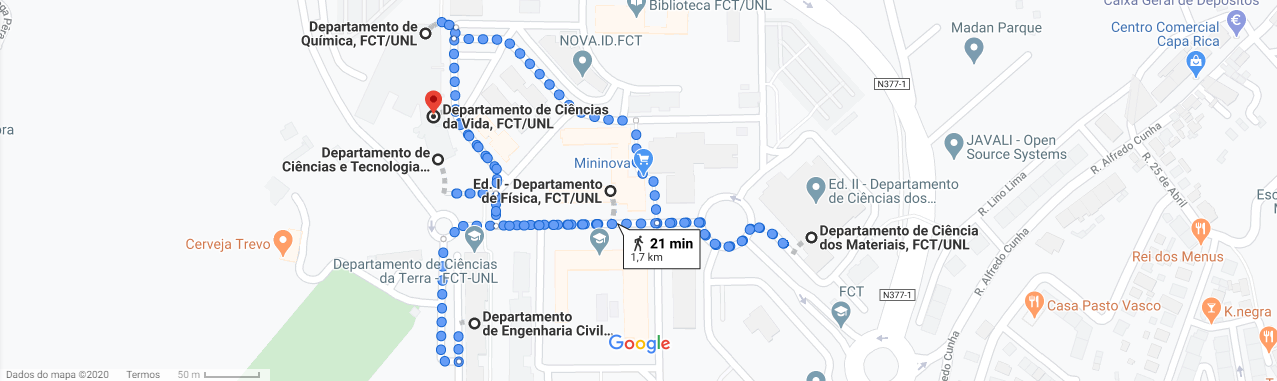 Biblioteca FCT/UNL
Caixa Geral de Depósitos
Departamento de
Química, FCT/UNL
NOVA.ID.FCT
Madan Parque
Centro Comercial
Capa Rica
N377-1
Departamento de Ciências
da Vida, FCT/UNL
JAVALI - Open
Source Systems
R. Alfredo Cunha
Departamento de
Ciências e Tecnologia…
Mininova
R. Lino Lima
R. 25 de Abril
Ed. I - Departamento
de Física, FCT/UNL
Ed. II - Departamento
de Ciências dos…
Departamento de Ciência
dos Materiais, FCT/UNL
21 min
1,7 km
Cerveja Trevo
Departamento de Ciências
da Terra - FCT-UNL
R. Alfredo Cunha
Rei dos Menus
FCT
N377-1
Casa Pasto Vasco
K.negra
Departamento
de Engenharia Civil…
Google
R. Alfredo Cunha
Dados do mapa ©2020
Termos
50 m